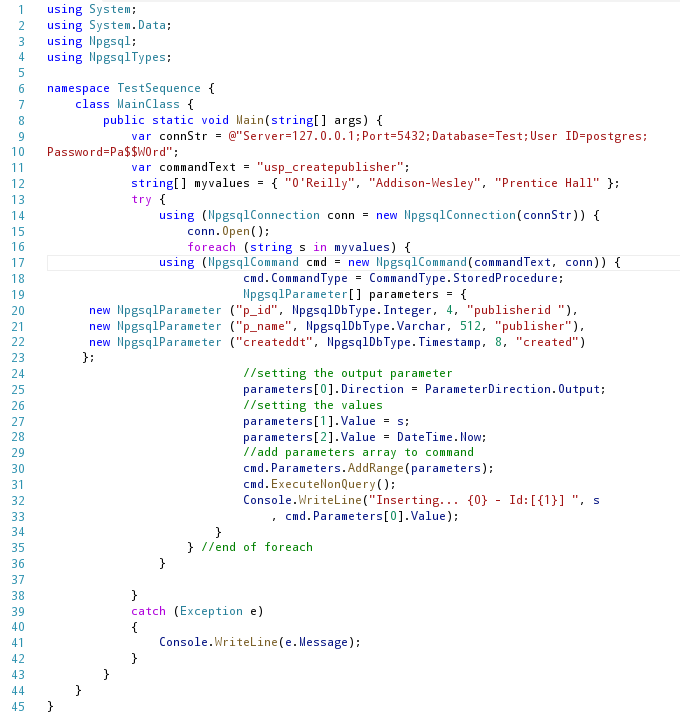 1 using System;
2 using System.Data;
3 using Npgsql;
4 using NpgsqlTypes;
5
6 namespace TestSequence {
7     class MainClass {
8         public static void Main(string[] args) {
9             var connStr = @"Server=127.0.0.1;Port=5432;Database=Test;User ID=postgres;
10 Password=Pa$$W0rd";
11             var commandText = "usp_createpublisher";
12             string[] myvalues = { "O'Reilly", "Addison-Wesley", "Prentice Hall" };
13             try {
14                 using (NpgsqlConnection conn = new NpgsqlConnection(connStr)) {
15                     conn.Open();
16                     foreach (string s in myvalues) {
17                 using (NpgsqlCommand cmd = new NpgsqlCommand(commandText, conn)) {
18                             cmd.CommandType = CommandType.StoredProcedure;
19                             NpgsqlParameter[] parameters = {
20       new NpgsqlParameter ("p_id", NpgsqlDbType.Integer, 4, "publisherid "),
21       new NpgsqlParameter ("p_name", NpgsqlDbType.Varchar, 512, "publisher"),
22       new NpgsqlParameter ("createddt", NpgsqlDbType.Timestamp, 8, "created")
23      };
24                             //setting the output parameter
25                             parameters[0].Direction = ParameterDirection.Output;
26                             //setting the values
27                             parameters[1].Value = s;
28                             parameters[2].Value = DateTime.Now;
29                             //add parameters array to command
30                             cmd.Parameters.AddRange(parameters);
31                             cmd.ExecuteNonQuery();
32                             Console.WriteLine("Inserting... {0} - Id:[{1}] ", s
33                                 , cmd.Parameters[0].Value);
34                         }
35                     } //end of foreach
36                 }
37
38             }
39             catch (Exception e)
40             {
41                 Console.WriteLine(e.Message);
42             }
43         }
44     }
45 }